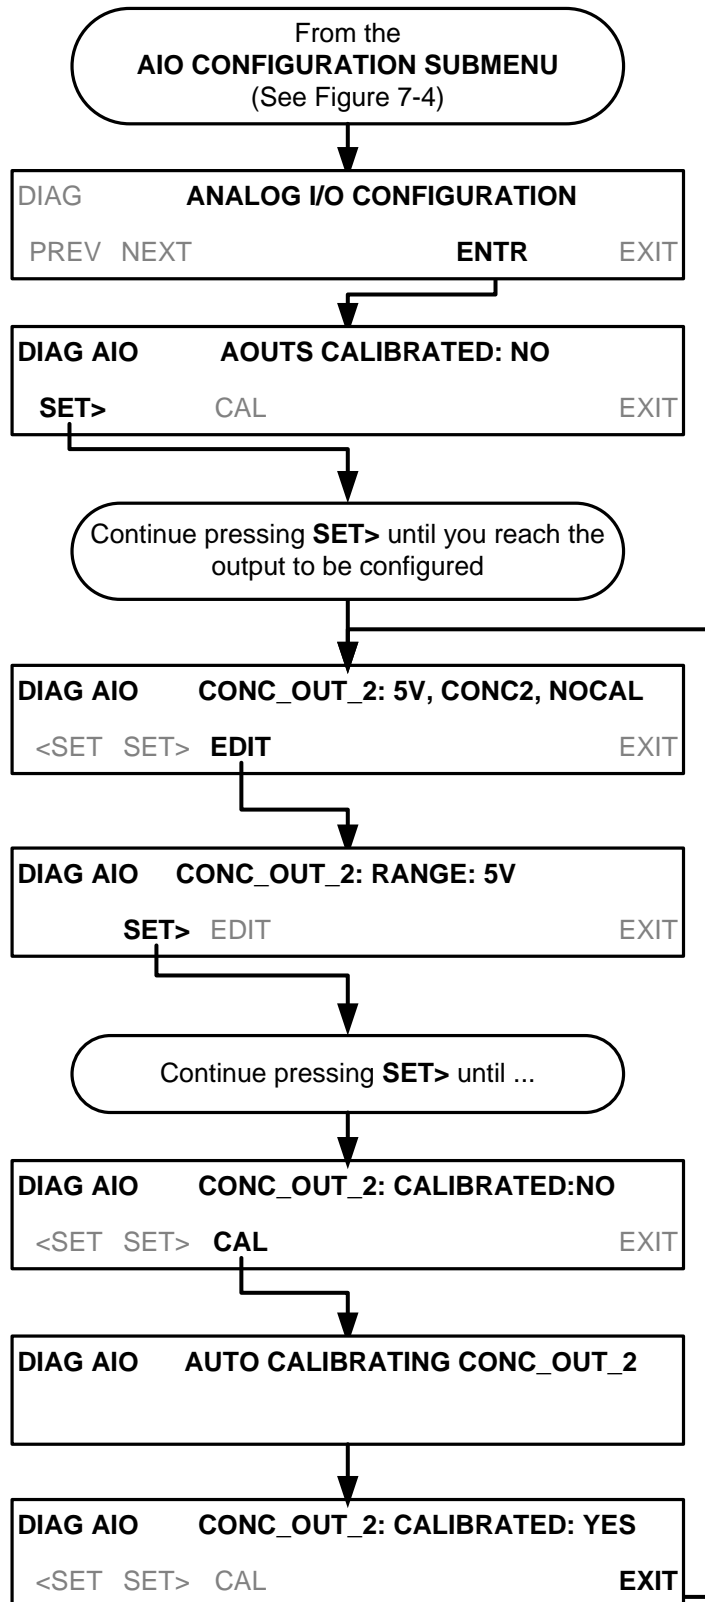 From the
AIO CONFIGURATION SUBMENU
(See Figure 7-4)
DIAG ANALOG I/O CONFIGURATION
PREV NEXT ENTR EXIT
DIAG AIO AOUTS CALIBRATED: NO
SET> CAL EXIT
Continue pressing SET> until you reach the
output to be configured
DIAG AIO CONC_OUT_2: 5V, CONC2, NOCAL
<SET SET> EDIT EXIT
DIAG AIO CONC_OUT_2: RANGE: 5V
SET> EDIT EXIT
Continue pressing SET> until ...
DIAG AIO CONC_OUT_2: CALIBRATED:NO
<SET SET> CAL EXIT
DIAG AIO AUTO CALIBRATING CONC_OUT_2
DIAG AIO CONC_OUT_2: CALIBRATED: YES
<SET SET> CAL EXIT